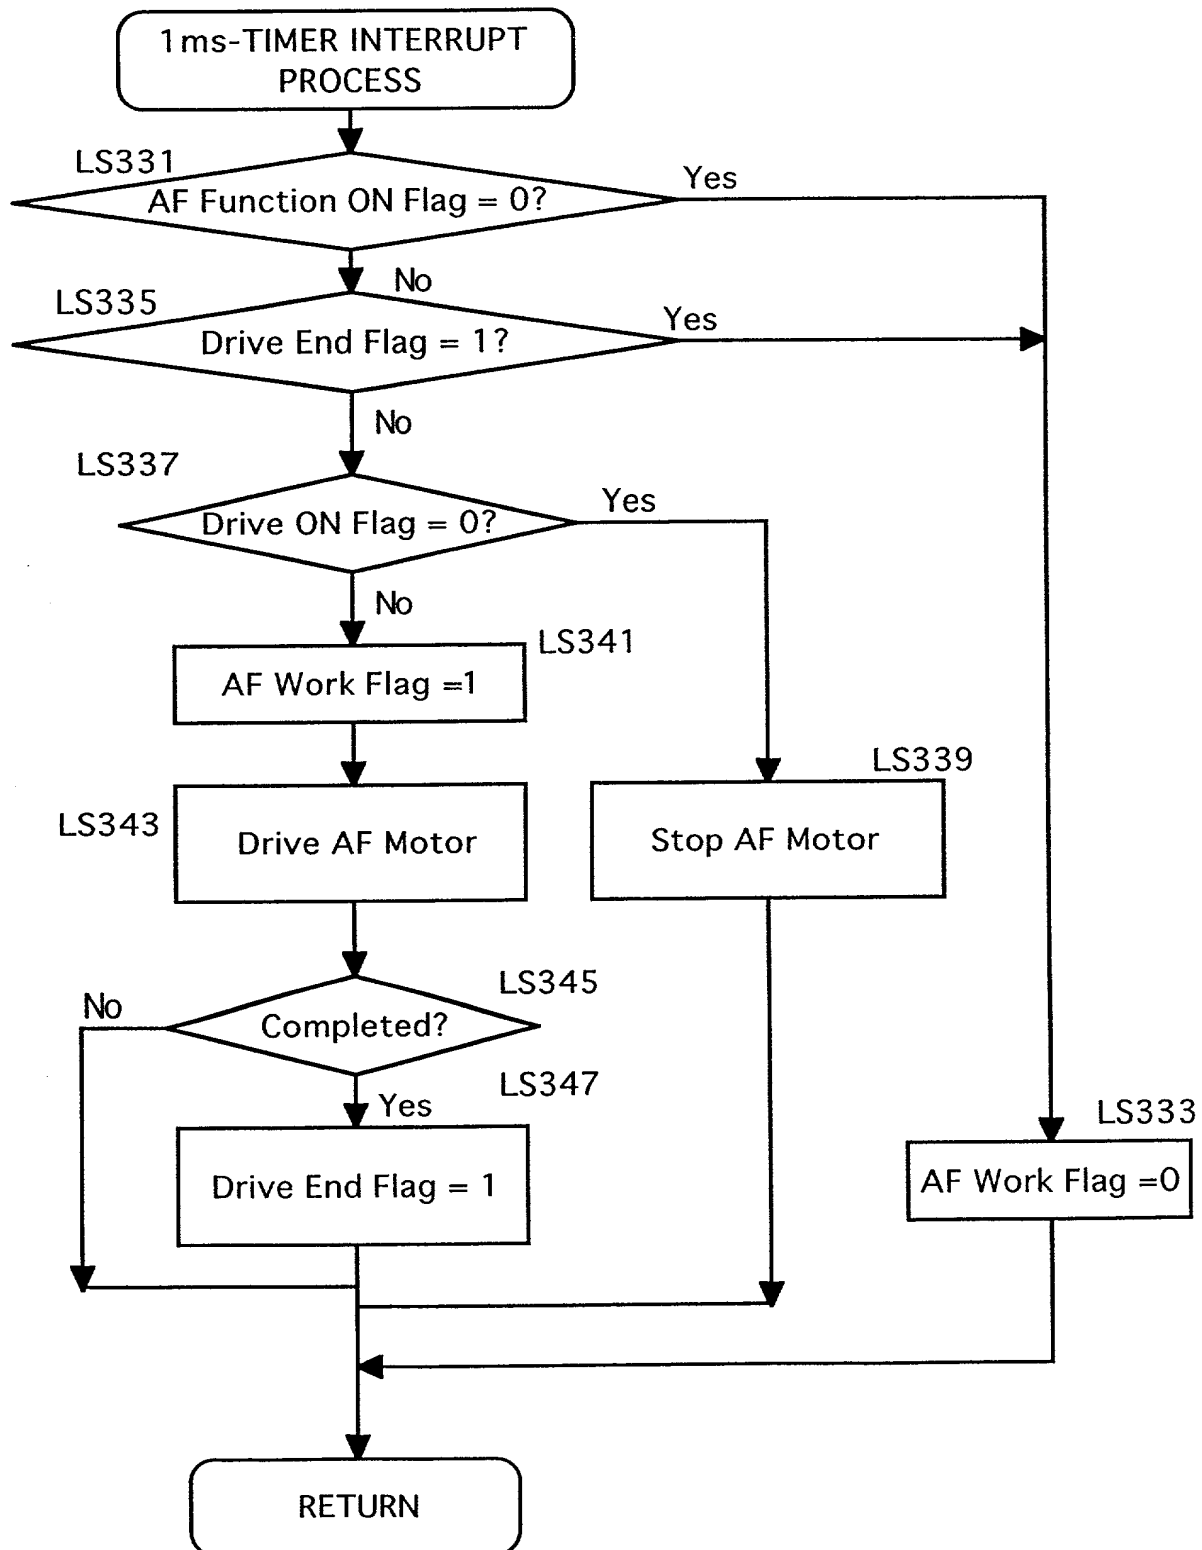 1ms-TIMER INTERRUPT
PROCESS
LS331
AF Function ON Flag = 0?
Yes
No
LS335
Drive End Flag = 1?
Yes
No
LS337
Drive ON Flag = 0?
Yes
No
LS341
AF Work Flag =1
LS339
LS343
Drive AF Motor
Stop AF Motor
LS345
No
Completed?
LS347
Yes
LS333
Drive End Flag = 1
AF Work Flag =0
RETURN